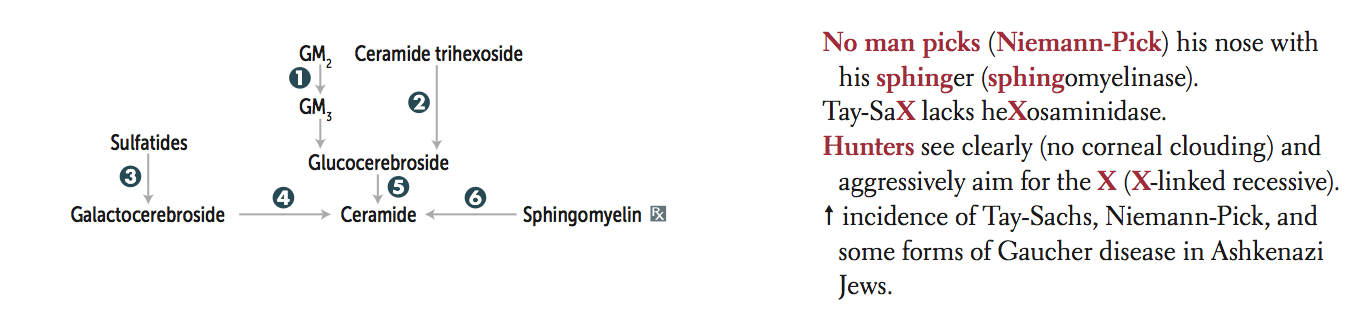 GM2
Ceramide trihexoside
1
2
GM3
Sulfatides
3
Glucocerebroside
5
Galactocerebroside
4
Ceramide
6
Sphingomyelin ℞
No man picks (Niemann-Pick) his nose with
his sphinger (sphingomyelinase).
Tay-SaX lacks heXosaminidase.
Hunters see clearly (no corneal clouding) and
aggressively aim for the X (X-linked recessive).
↑ incidence of Tay-Sachs, Niemann-Pick, and
some forms of Gaucher disease in Ashkenazi
Jews.